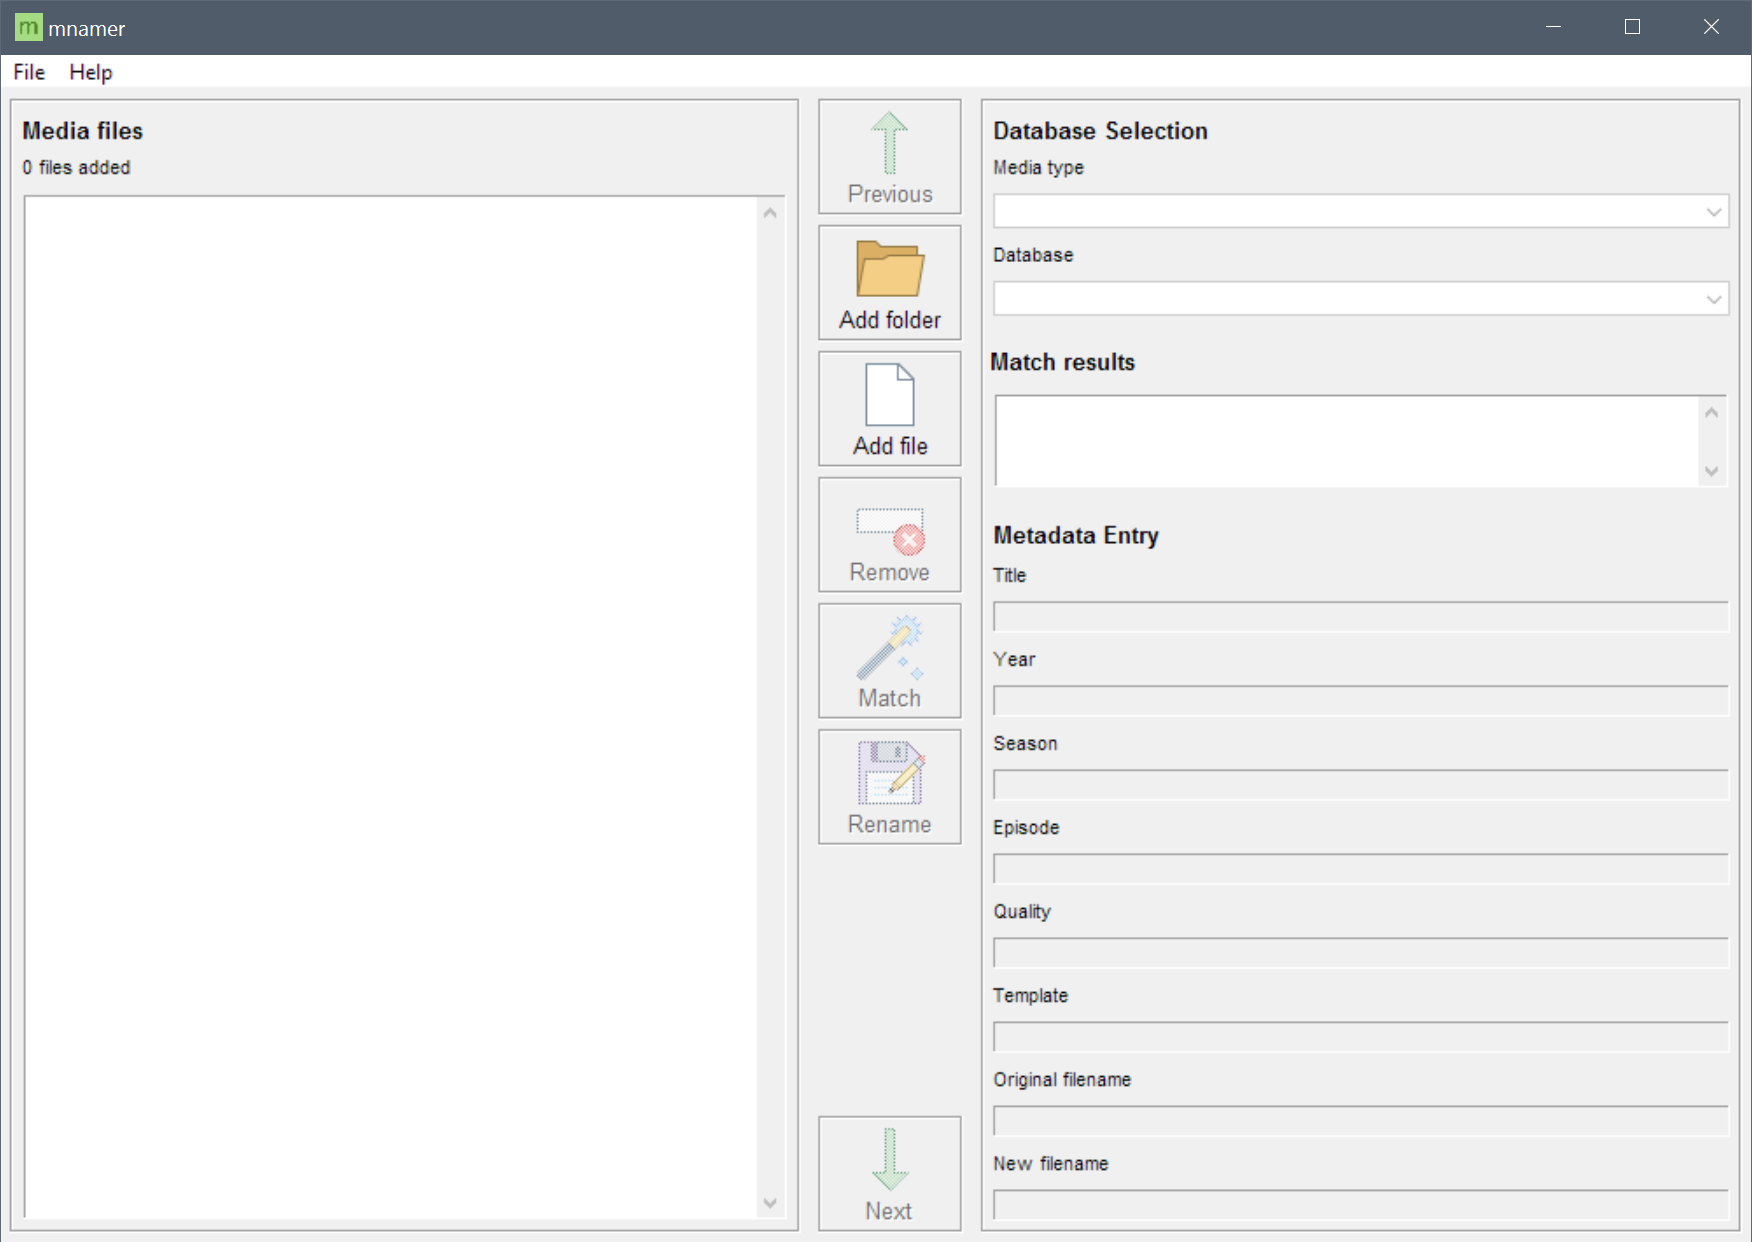 m mnamer
File Help
Media files
0 files added
Previous
Add folder
Add file
Remove
Match
Rename
Next
Database Selection
Media type
Database
Match results
Metadata Entry
Title
Year
Season
Episode
Quality
Template
Original filename
New filename